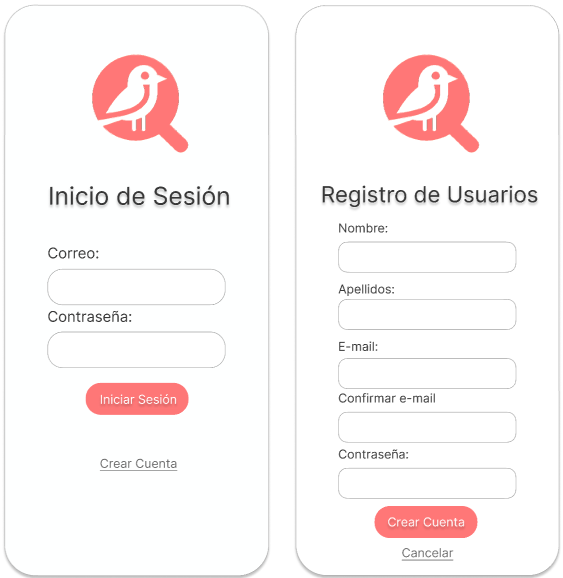 Inicio de Sesión
Correo:
Contraseña:
Iniciar Sesión
Crear Cuenta
Registro de Usuarios
Nombre:
Apellidos:
E-mail:
Confirmar e-mail
Contraseña:
Crear Cuenta
Cancelar